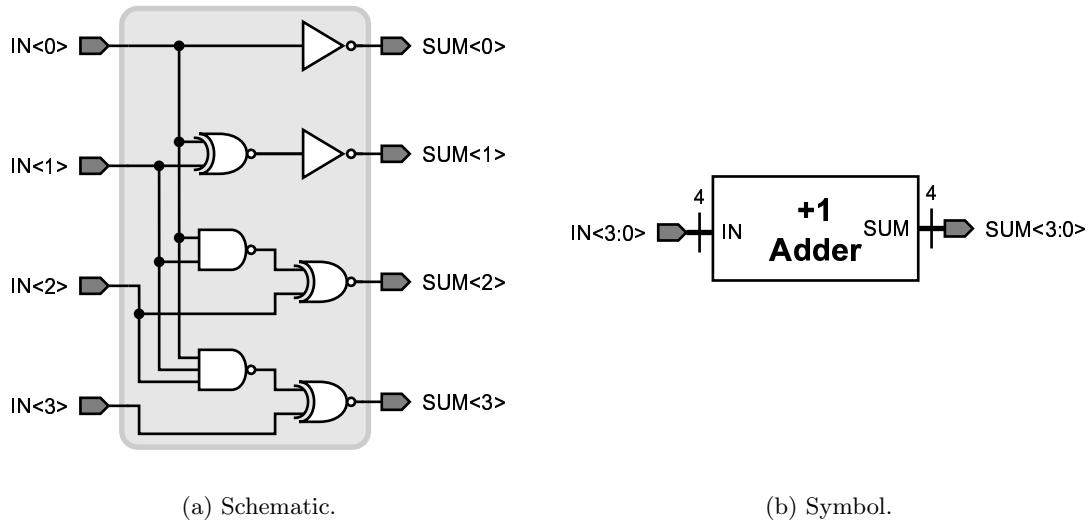 IN<0>
SUM<0>
IN<1>
SUM<1>
IN<2>
SUM<2>
IN<3>
SUM<3>
(a) Schematic.
4
4
IN<3:0>
IN
+1
Adder
SUM
SUM<3:0>
(b) Symbol.